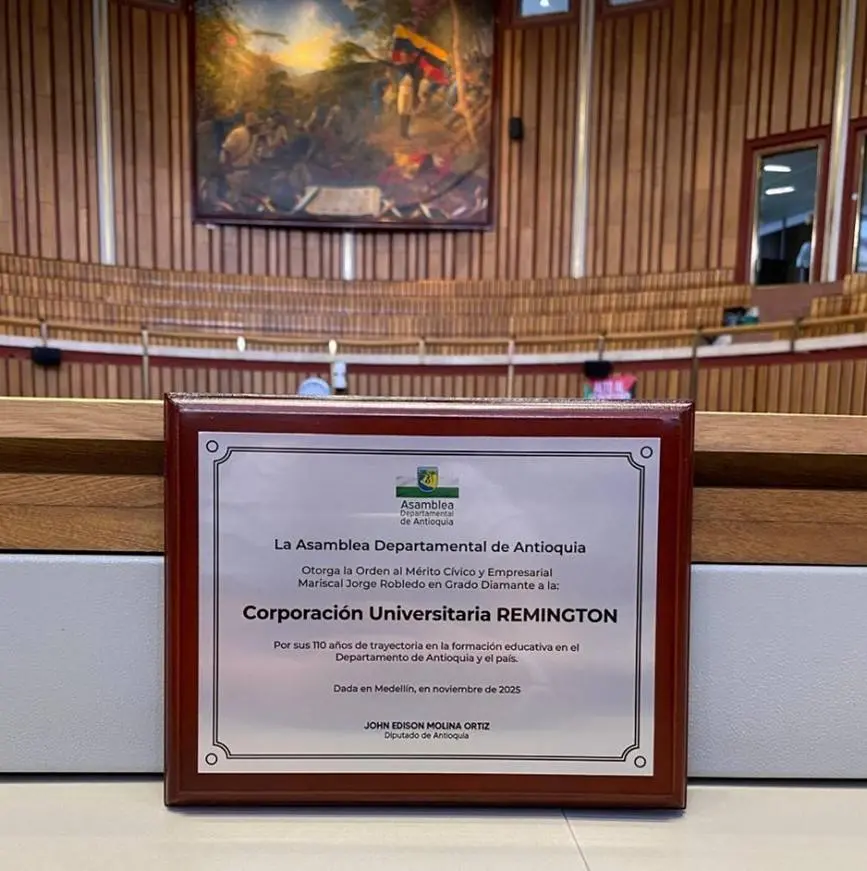 Asamblea
Departamental
de Antioquia
La Asamblea Departamental de Antioquia
Otorga la Orden al Mérito Cívico y Empresarial
Mariscal Jorge Robledo en Grado Diamante a la:
Corporación Universitaria REMINGTON
Por sus 110 años de trayectoria en la formación educativa en el
Departamento de Antioquia y el país.
Dada en Medellín, en noviembre de 2025
JOHN EDISON MOLINA ORTIZ
Diputado de Antioquia